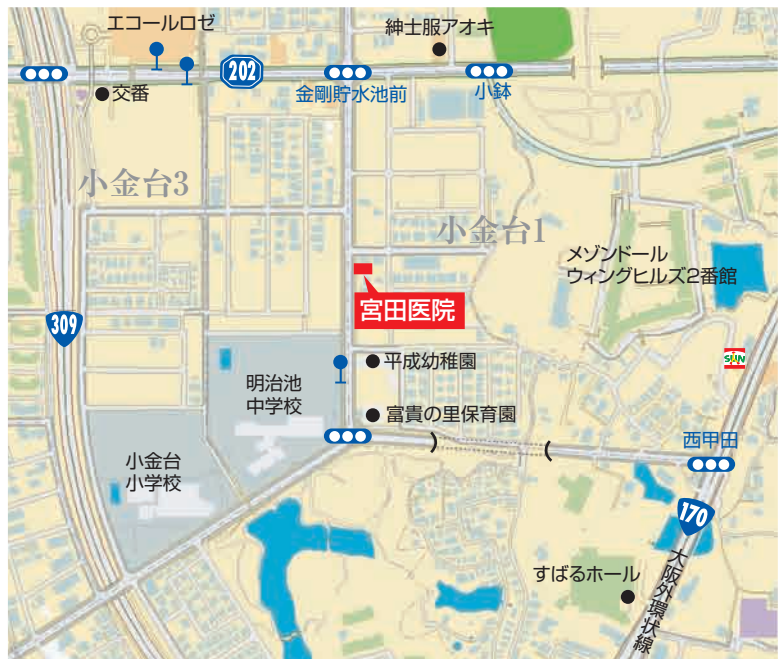 エコールロゼ
紳士服アオキ
202
交番
金剛貯水池前
小鉢
小金台3
小金台1
メゾンドール
ウィングヒルズ2番館
宮田医院
309
SUN
平成幼稚園
明治池
中学校
富貴の里保育園
西甲田
小金台
小学校
170
すばるホール
大阪外環状線